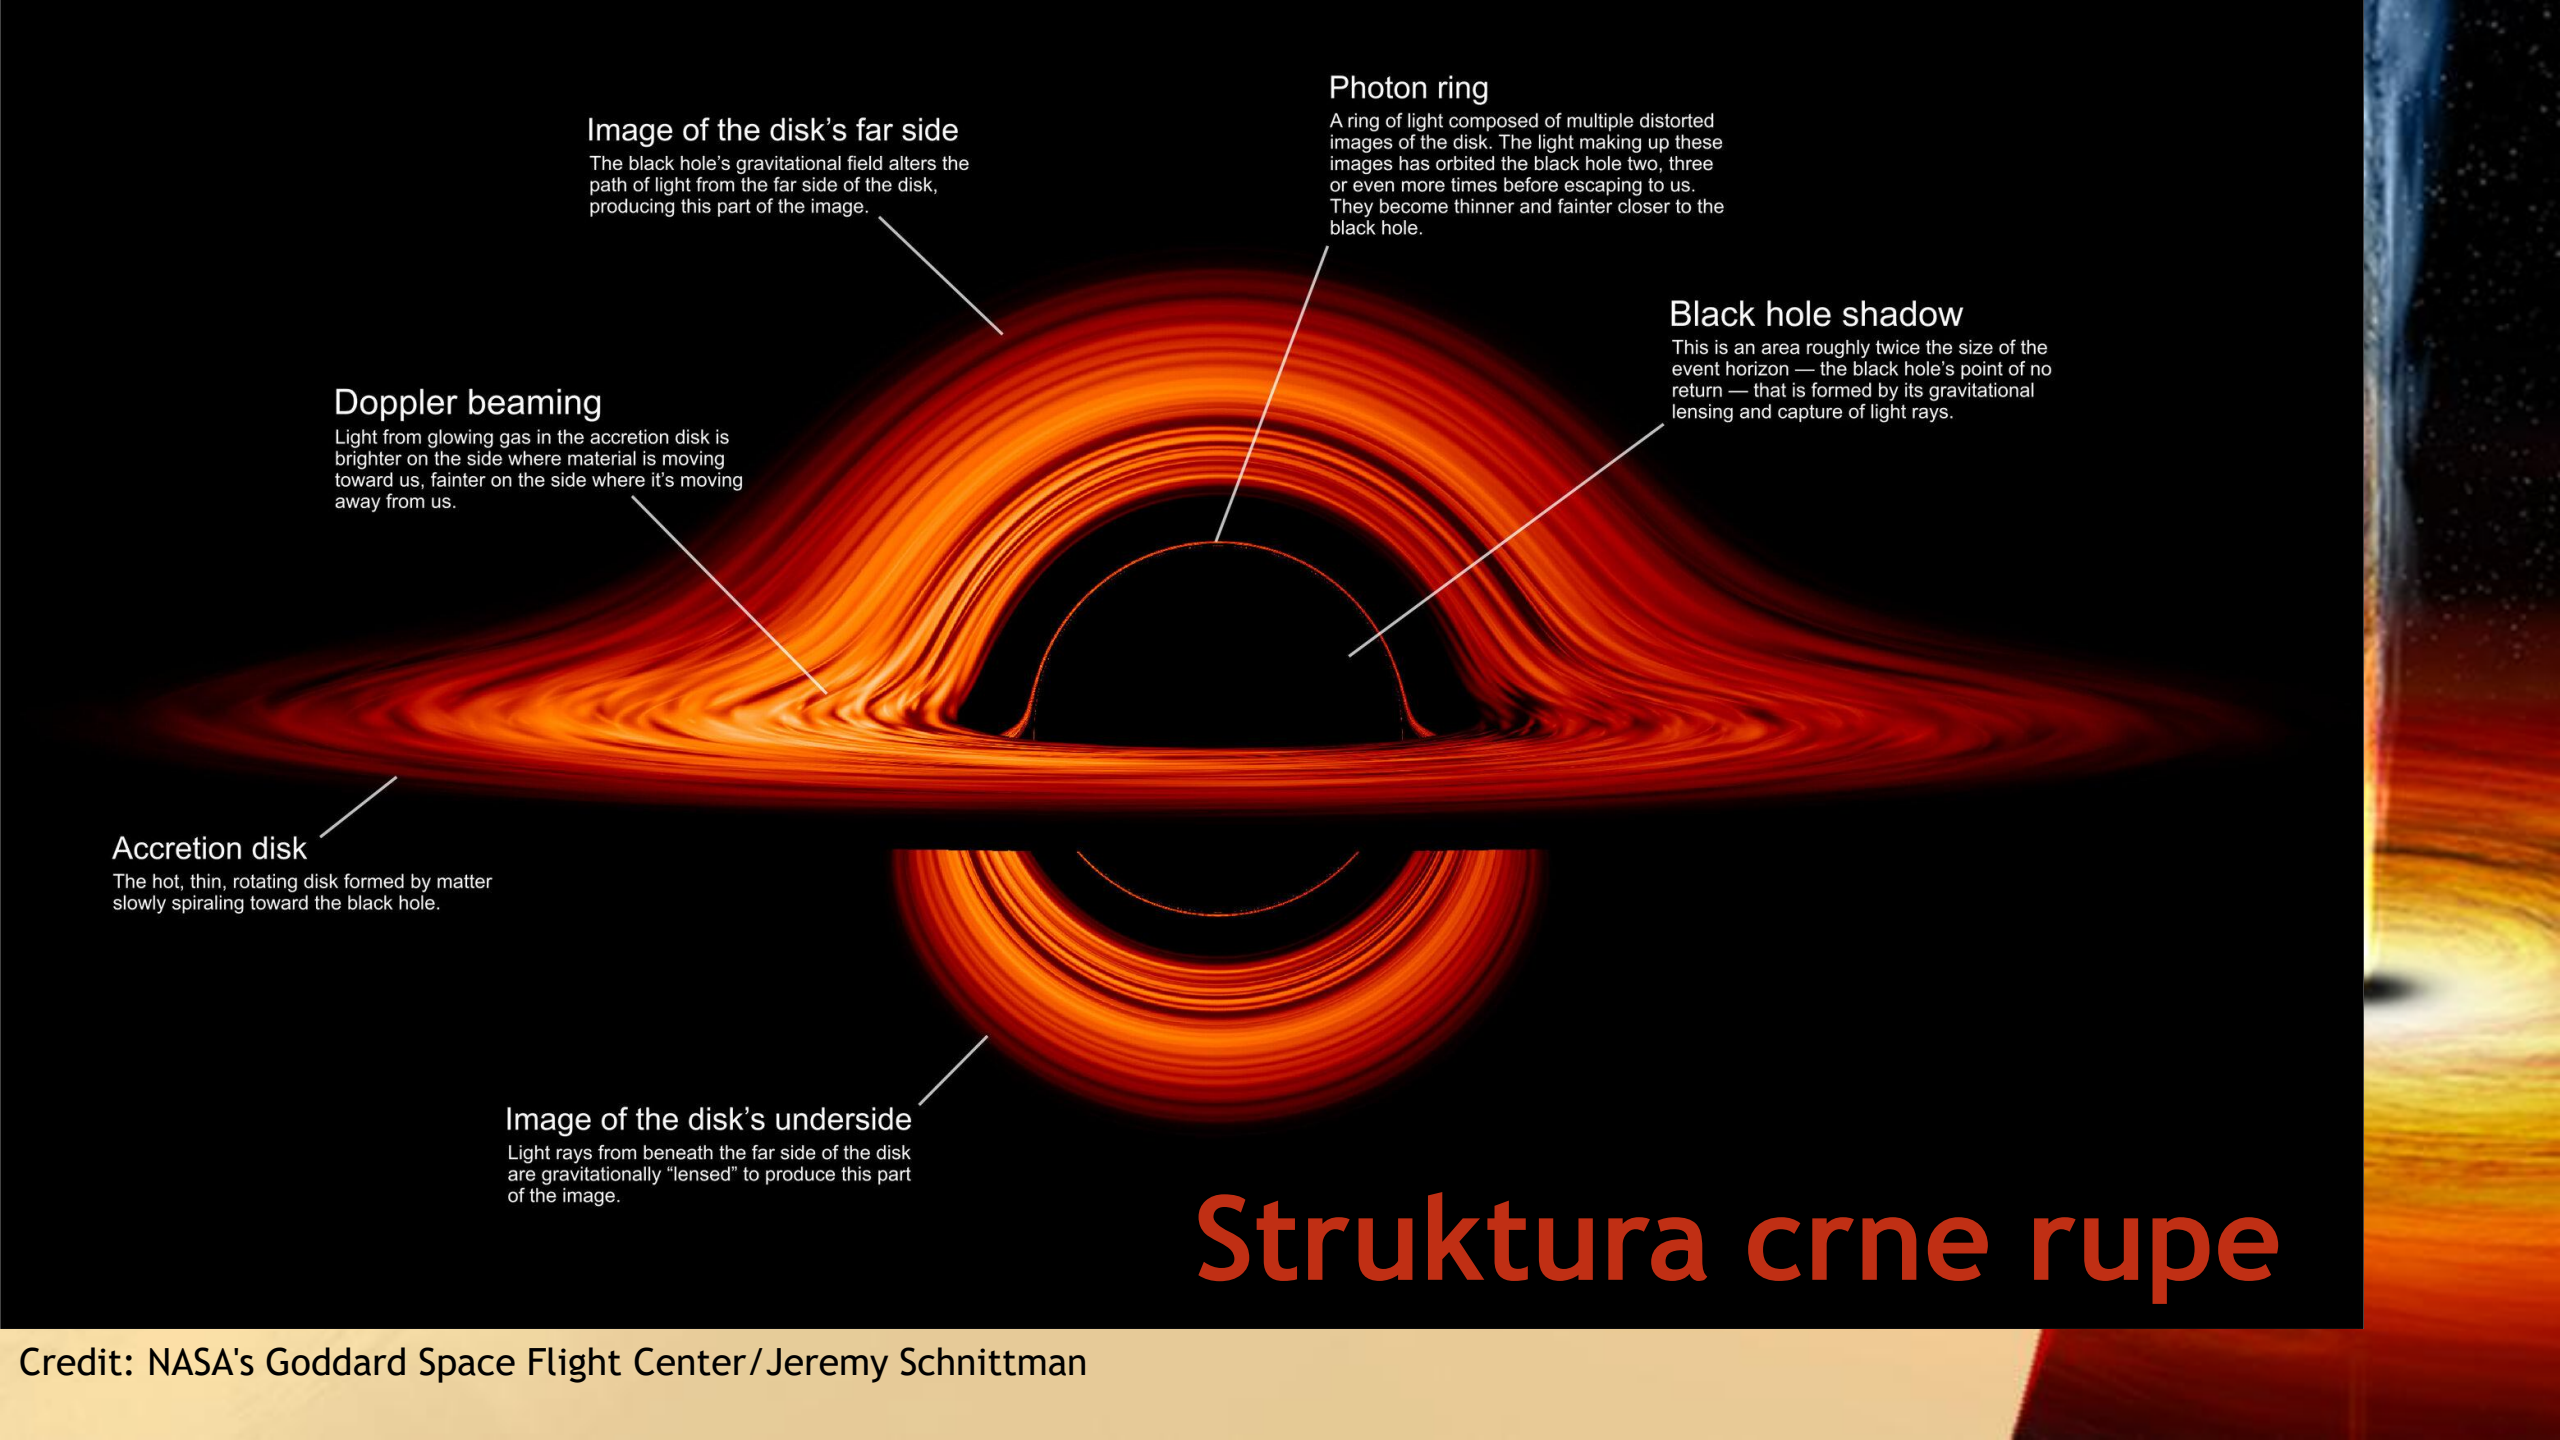 Photon ring
A ring of light composed of multiple distorted
images of the disk. The light making up these
images has orbited the black hole two, three
or even more times before escaping to us.
They become thinner and fainter closer to the
black hole.
Image of the disk’s far side
The black hole’s gravitational field alters the
path of light from the far side of the disk,
producing this part of the image.
Black hole shadow
This is an area roughly twice the size of the
event horizon — the black hole’s point of no
return — that is formed by its gravitational
lensing and capture of light rays.
Doppler beaming
Light from glowing gas in the accretion disk is
brighter on the side where material is moving
toward us, fainter on the side where it’s moving
away from us.
Accretion disk
The hot, thin, rotating disk formed by matter
slowly spiraling toward the black hole.
Image of the disk’s underside
Light rays from beneath the far side of the disk
are gravitationally “lensed” to produce this part
of the image.
Struktura crne rupe
Credit: NASA's Goddard Space Flight Center/Jeremy Schnittman